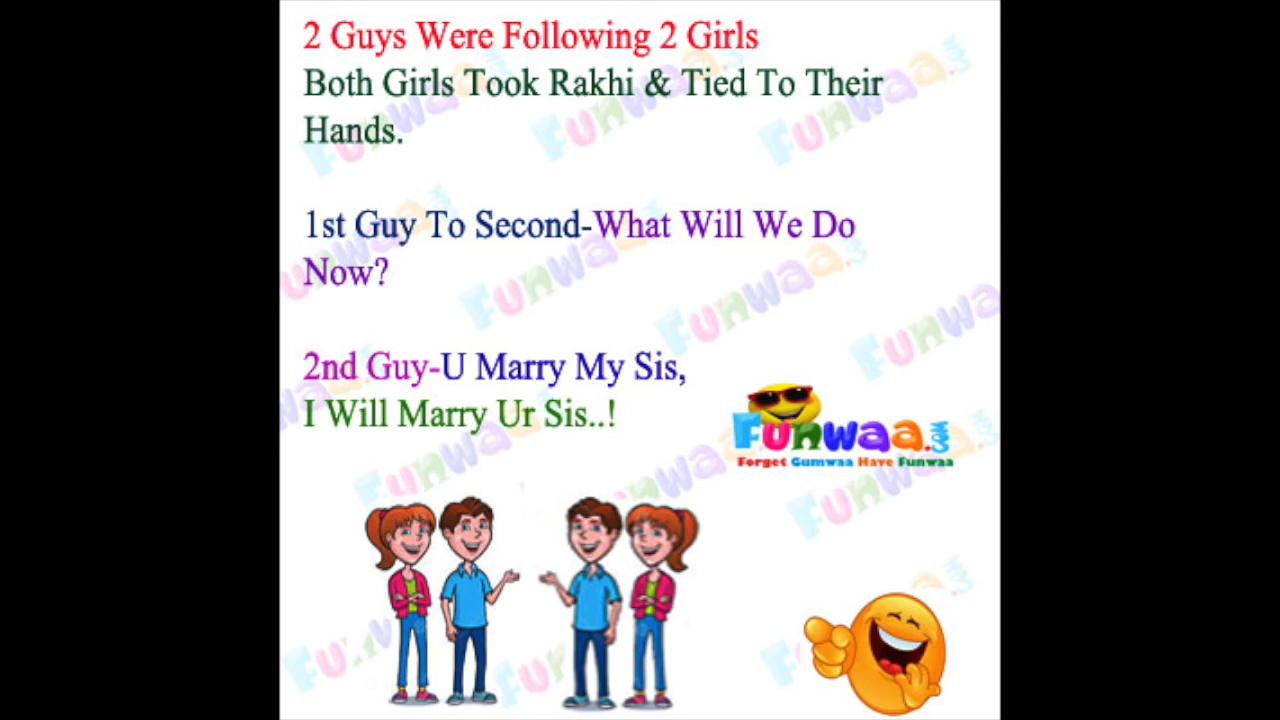 2 Guys Were Following 2 Girls
Both Girls Took Rakhi & Tied To Their
Hands.
1st Guy To Second-What Will We Do
Now?
2nd Guy-U Marry My Sis,
I Will Marry Ur Sis..!
Funwaa.com
Forget Gumwaa Have Funwaa